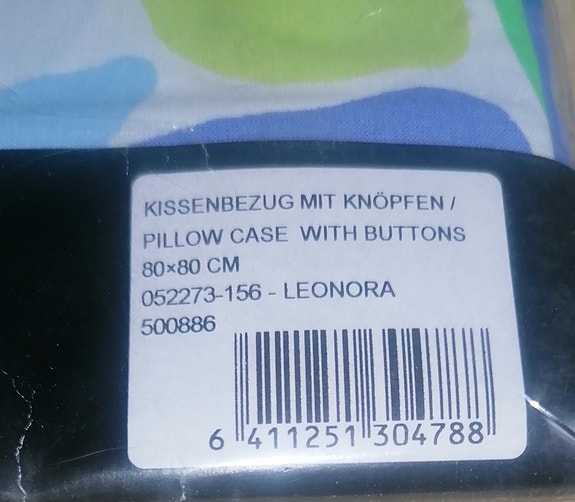 KISSENBEZUG MIT KNÖPFEN /
PILLOW CASE WITH BUTTONS
80×80 CM
052273-156 - LEONORA
500886
6 411251 304788